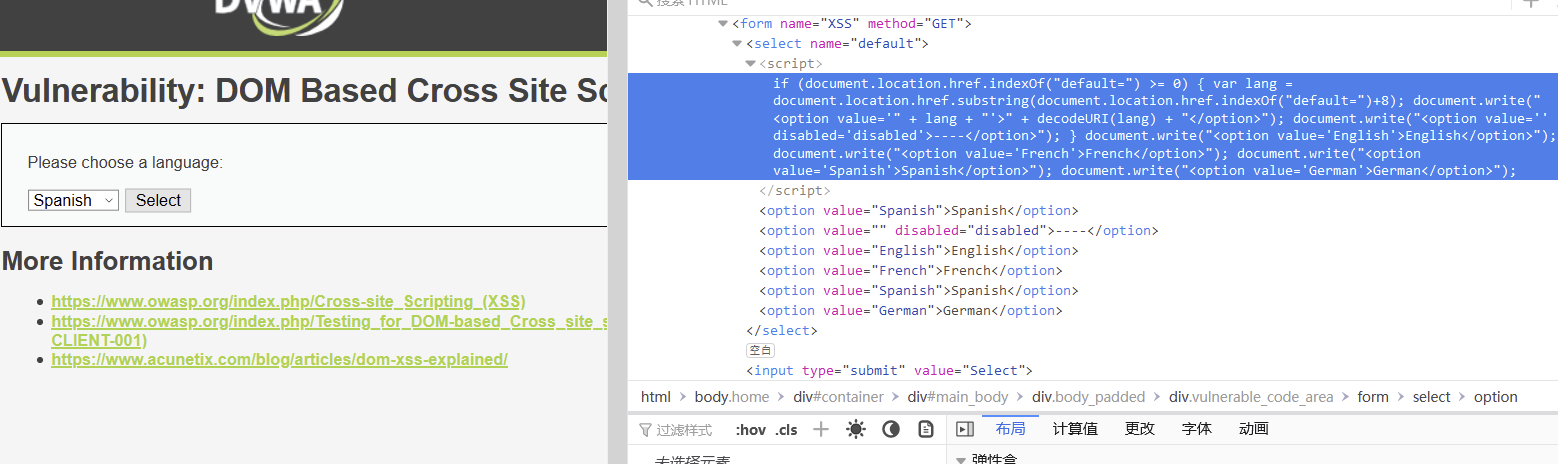 DVWA
Vulnerability: DOM Based Cross Site Sc
Please choose a language:
Spanish
Select
More Information
https://www.owasp.org/index.php/Cross-site_Scripting_(XSS)
https://www.owasp.org/index.php/Testing_for_DOM-based_Cross_site_s
CLIENT-001)
https://www.acunetix.com/blog/articles/dom-xss-explained/
搜索 HTML
<form name="XSS" method="GET">
<select name="default">
<script>
if (document.location.href.indexOf("default=") >= 0) { var lang =
document.location.href.substring(document.location.href.indexOf("default=")+8); document.write("
<option value='" + lang + "'>" + decodeURI(lang) + "</option>"); document.write("<option value=''
disabled='disabled'>----</option>"); } document.write("<option value='English'>English</option>");
document.write("<option value='French'>French</option>"); document.write("<option
value='Spanish'>Spanish</option>"); document.write("<option value='German'>German</option>");
</script>
<option value="Spanish">Spanish</option>
<option value="" disabled="disabled">----</option>
<option value="English">English</option>
<option value="French">French</option>
<option value="Spanish">Spanish</option>
<option value="German">German</option>
</select>
空白
<input type="submit" value="Select">
html > body.home > div#container > div#main_body > div.body_padded > div.vulnerable_code_area > form > select > option
过滤样式 :hov .cls +
布局 计算值 更改 字体 动画
未选择元素
弹性盒